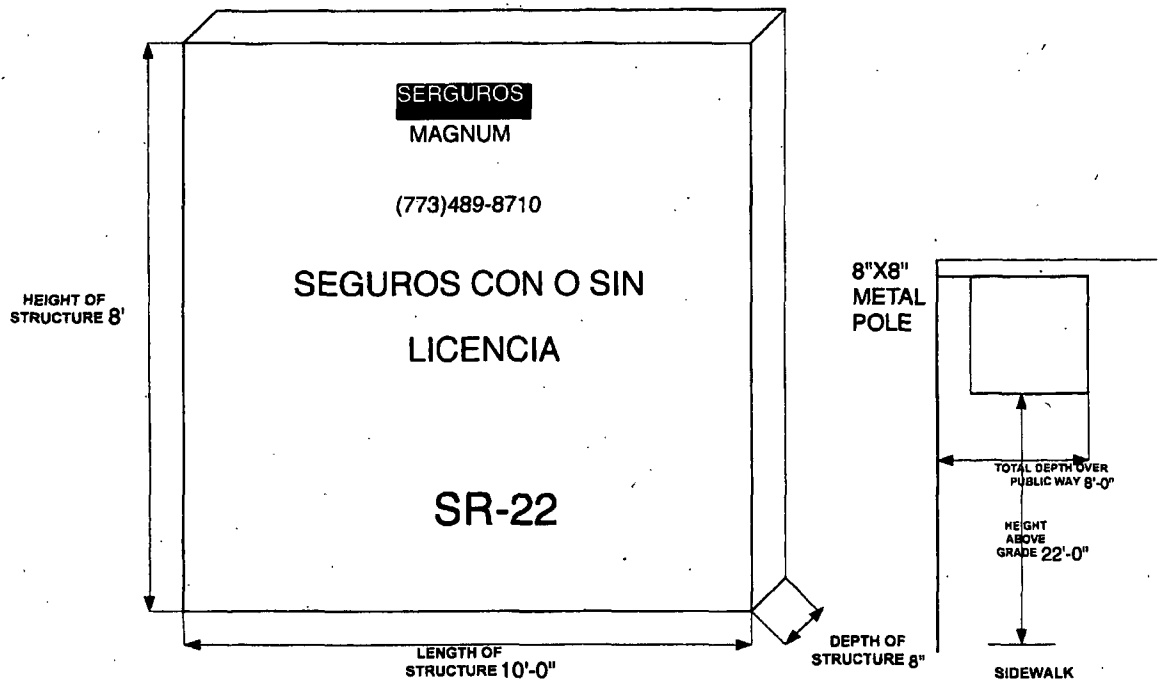 SERGUROS
MAGNUM
(773)489-8710
SEGUROS CON O SIN
LICENCIA
SR-22
HEIGHT OF
STRUCTURE 8'
LENGTH OF
STRUCTURE 10'-0"
DEPTH OF
STRUCTURE 8"
8"X8"
METAL
POLE
TOTAL DEPTH OVER
PUBLIC WAY 8'-0"
HEIGHT
ABOVE
GRADE 22'-0"
SIDEWALK